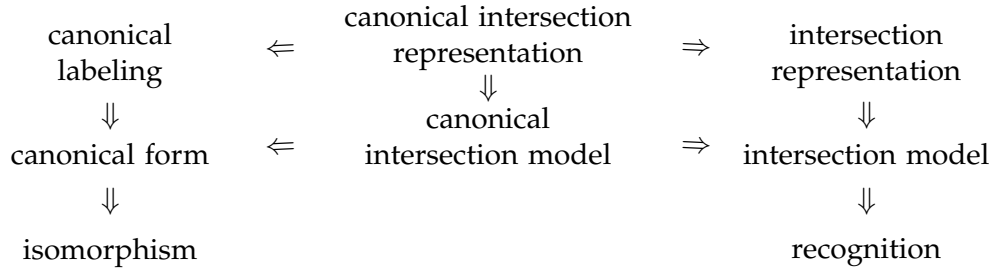 canonical
labeling
⇐
canonical intersection
representation
⇒
intersection
representation
⇓
⇓
⇓
canonical form
⇐
canonical
intersection model
⇒
intersection model
⇓
⇓
isomorphism
recognition